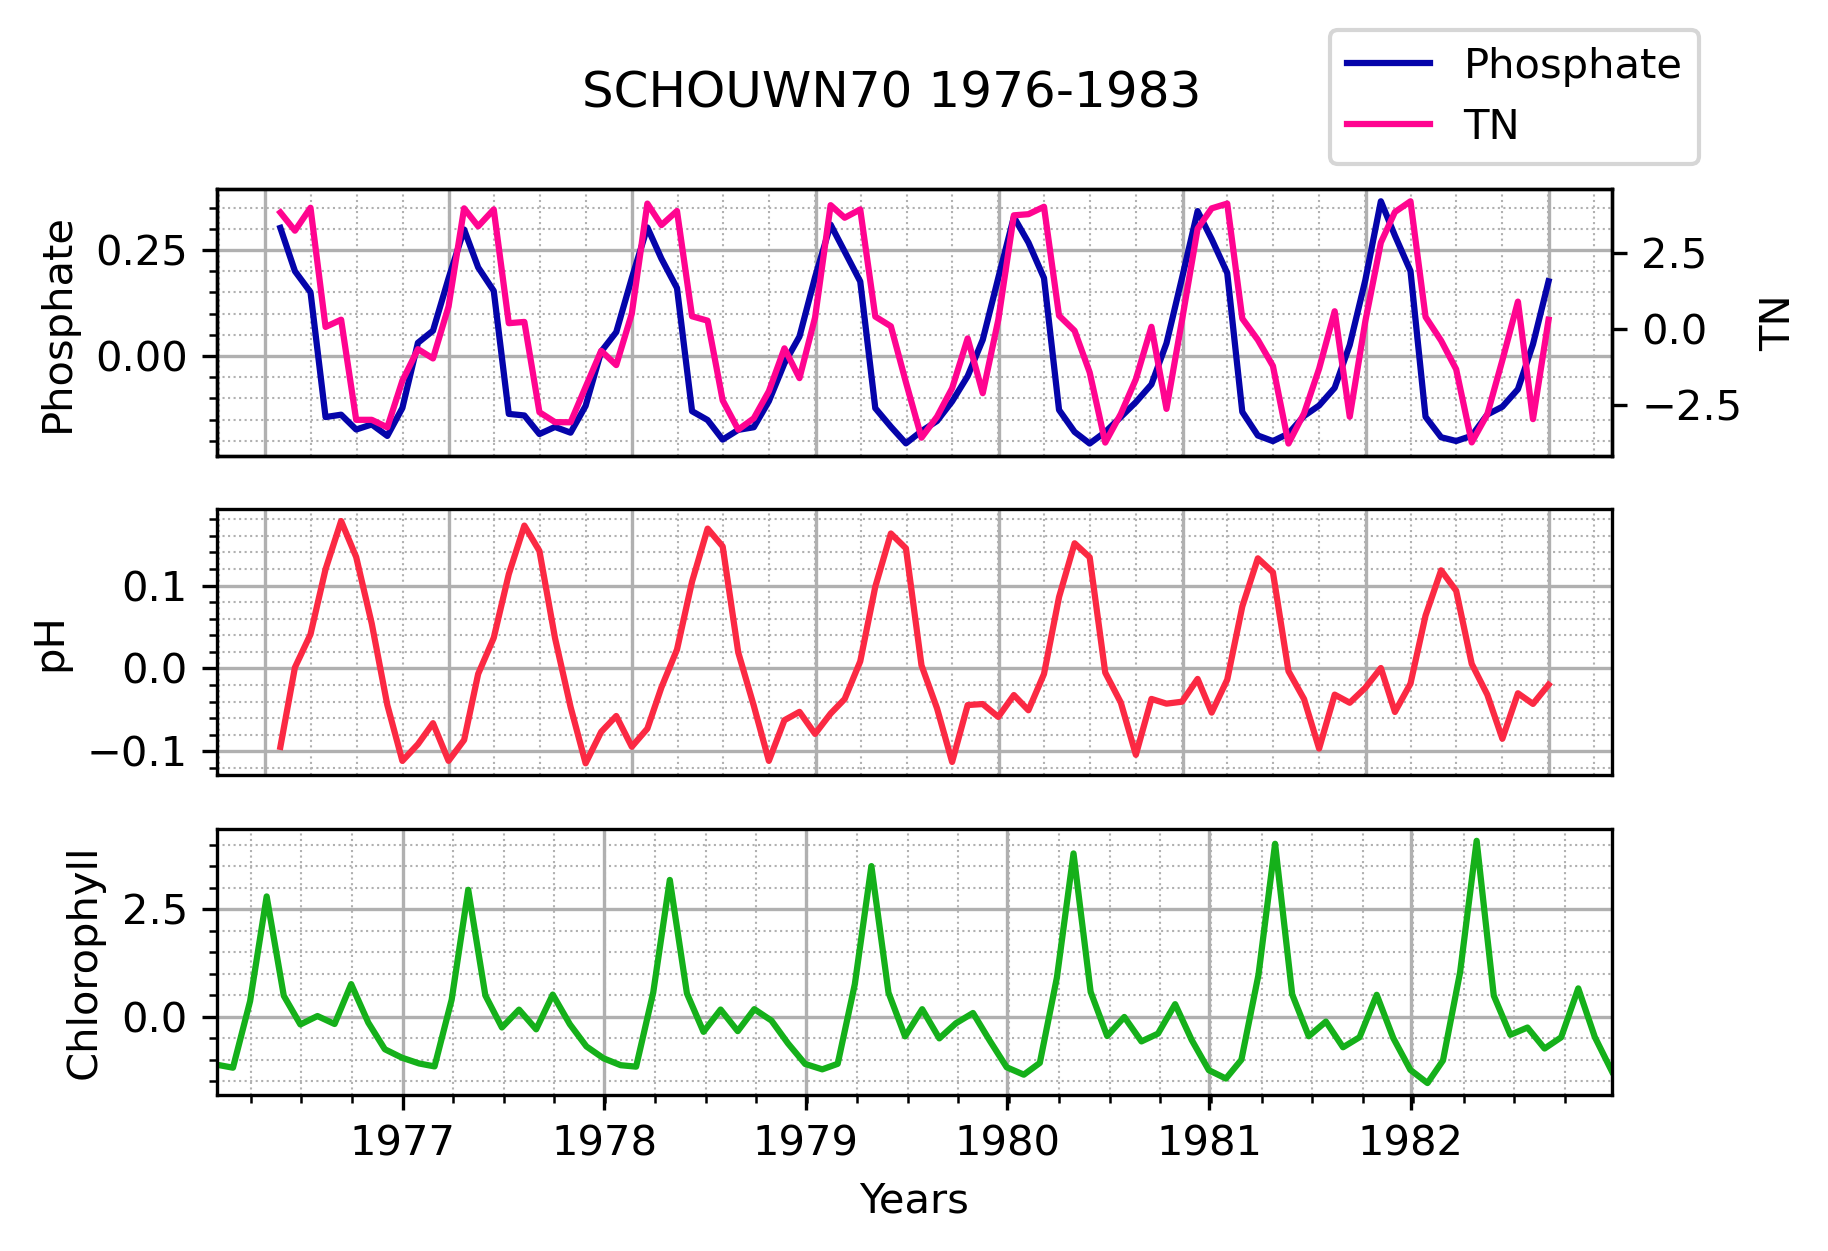 SCHOUWN70 1976-1983
Phosphate
TN
Phosphate
0.25
0.00
2.5
0.0
−2.5
TN
pH
0.1
0.0
−0.1
Chlorophyll
2.5
0.0
1977 1978 1979 1980 1981 1982
Years